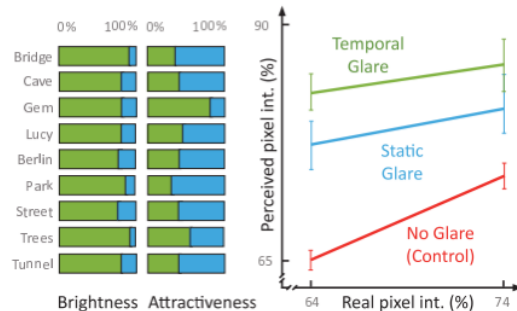 0% 100% 0% 100%
Bridge
Cave
Gem
Lucy
Berlin
Park
Street
Trees
Tunnel
Brightness Attractiveness
90
65
Perceived pixel int. (%)
Temporal
Glare
Static
Glare
No Glare
(Control)
64 Real pixel int. (%) 74